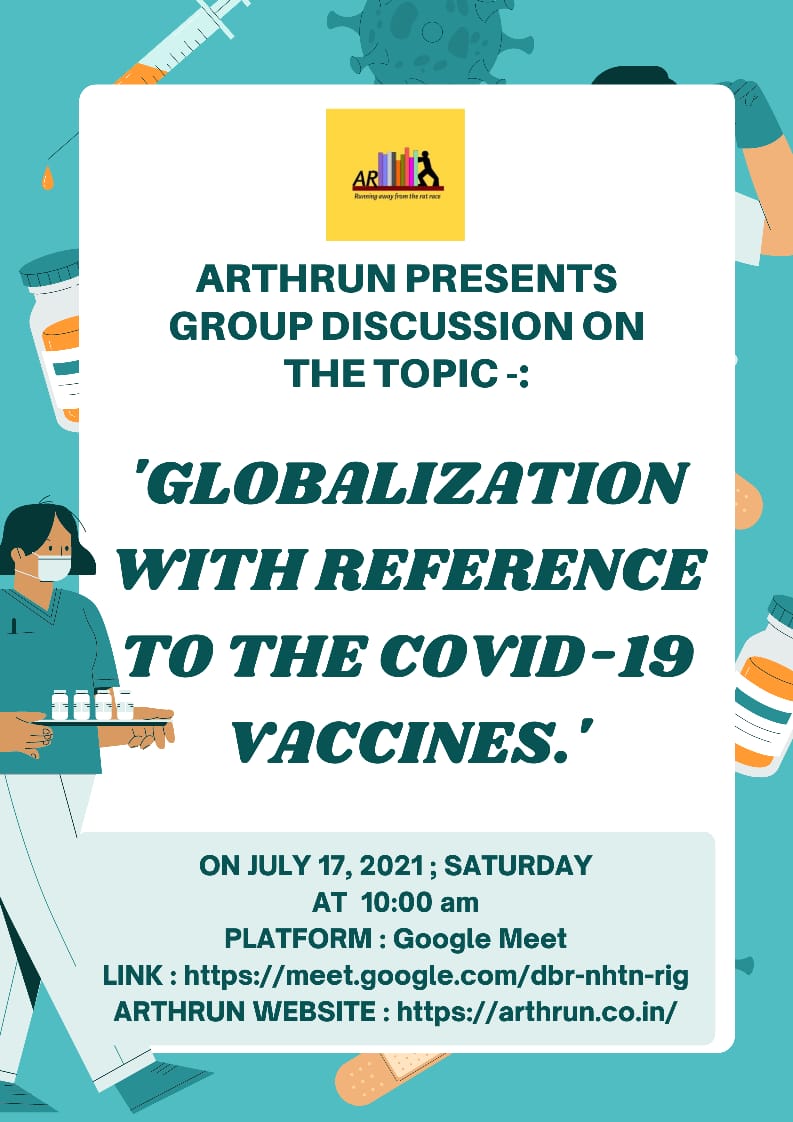 AR
Running away from the rat race
ARTHRUN PRESENTS
GROUP DISCUSSION ON
THE TOPIC -:
'GLOBALIZATION
WITH REFERENCE
TO THE COVID-19
VACCINES.'
ON JULY 17, 2021 ; SATURDAY
AT 10:00 am
PLATFORM : Google Meet
LINK : https://meet.google.com/dbr-nhtn-rig
ARTHRUN WEBSITE : https://arthrun.co.in/